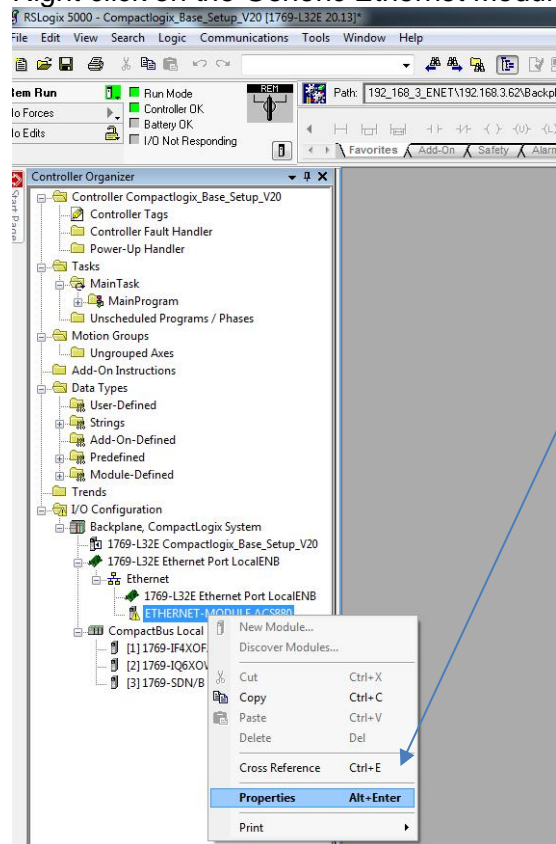 Right click on the Generic Ethernet Modul
RSLogix 5000 - Compactlogix_Base_Setup_V20 [1769-L32E 20.13]*
File Edit View Search Logic Communications Tools Window Help
Rem Run
Run Mode
REM
Path: 192_168_3_ENET\192.168.3.62\Backpl
No Forces
Controller OK
Battery OK
No Edits
I/O Not Responding
Favorites Add-On Safety Alarm
Start Page
Controller Organizer
Controller Compactlogix_Base_Setup_V20
Controller Tags
Controller Fault Handler
Power-Up Handler
Tasks
MainTask
MainProgram
Unscheduled Programs / Phases
Motion Groups
Ungrouped Axes
Add-On Instructions
Data Types
User-Defined
Strings
Add-On-Defined
Predefined
Module-Defined
Trends
I/O Configuration
Backplane, CompactLogix System
1769-L32E Compactlogix_Base_Setup_V20
1769-L32E Ethernet Port LocalENB
Ethernet
1769-L32E Ethernet Port LocalENB
ETHERNET-MODULE ACS880
CompactBus Local
[1] 1769-IF4XOF
[2] 1769-IQ6XOW
[3] 1769-SDN/B
New Module...
Discover Modules...
Cut Ctrl+X
Copy Ctrl+C
Paste Ctrl+V
Delete Del
Cross Reference Ctrl+E
Properties Alt+Enter
Print